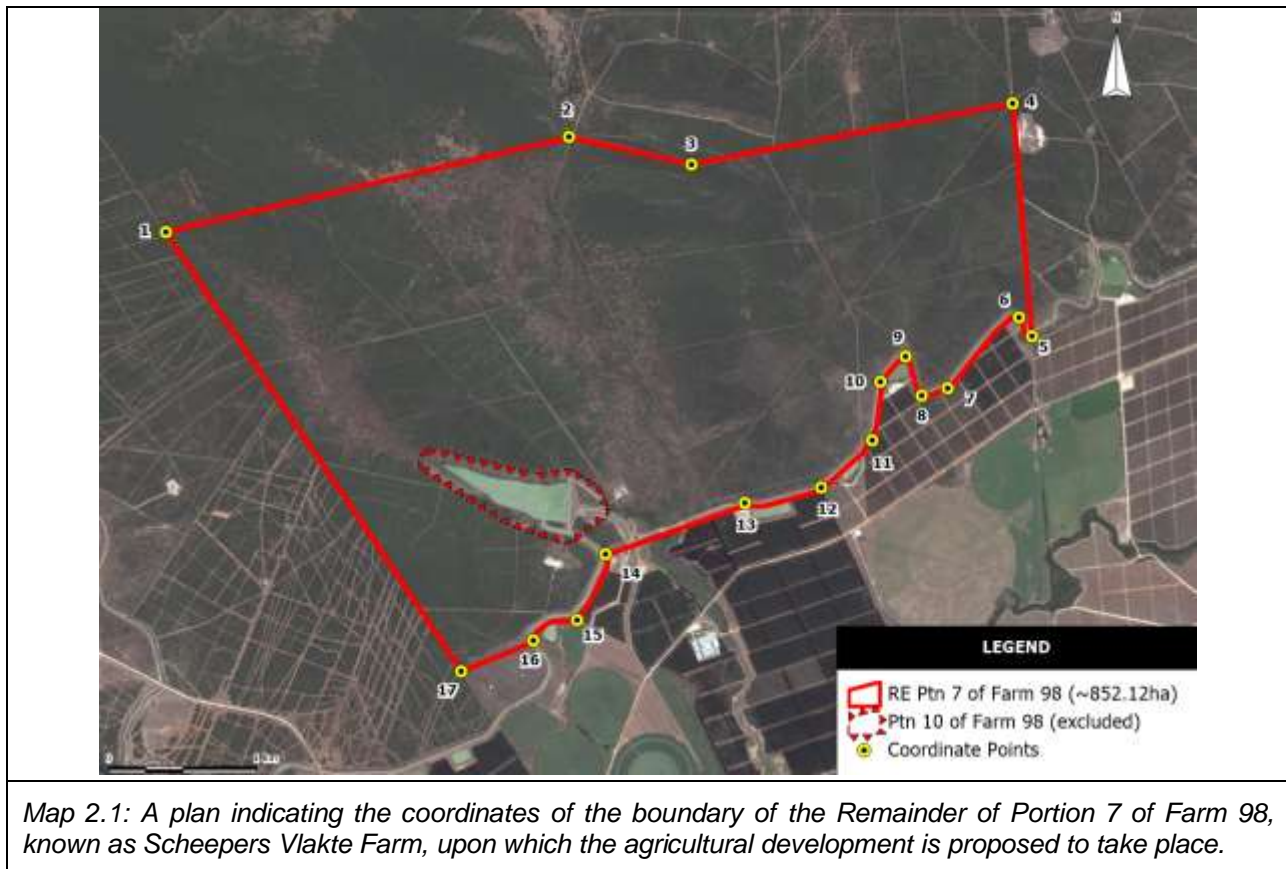 N
1
2
3
4
5
6
7
8
9
10
11
12
13
14
15
16
17
0
1 km
LEGEND
RE Ptn 7 of Farm 98 (~852.12ha)
Ptn 10 of Farm 98 (excluded)
Coordinate Points
Map 2.1: A plan indicating the coordinates of the boundary of the Remainder of Portion 7 of Farm 98,
known as Scheepers Vlakte Farm, upon which the agricultural development is proposed to take place.